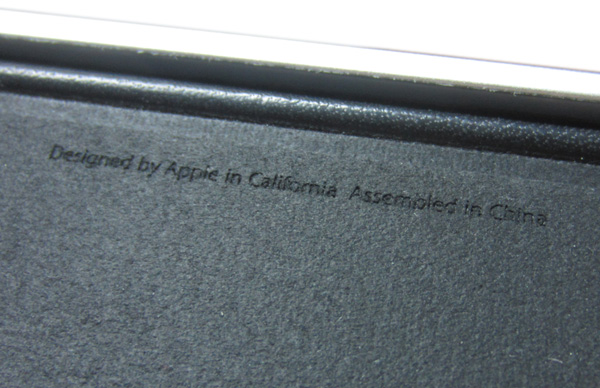 Designed by Apple in California Assembled in China